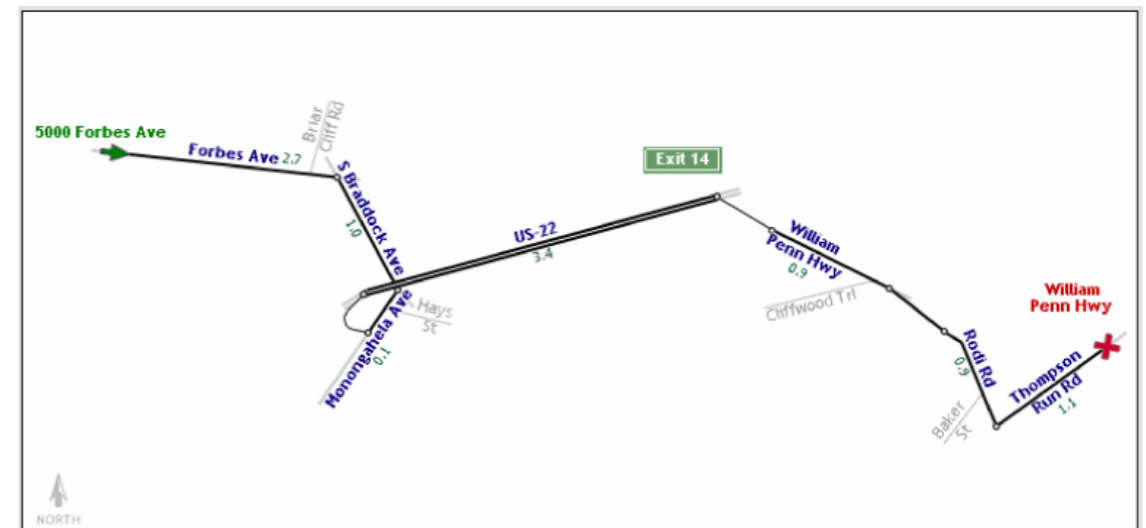 5000 Forbes Ave
Forbes Ave 2.7
Briar
Cliff Rd
S Braddock Ave
1.0
Exit 14
US-22
3.4
Hays
St
Monongahela Ave
0.1
William
Penn Hwy
0.9
Cliffwood Trl
Rodi Rd
0.9
Baker
St
Thompson
Run Rd
1.1
William
Penn Hwy
NORTH